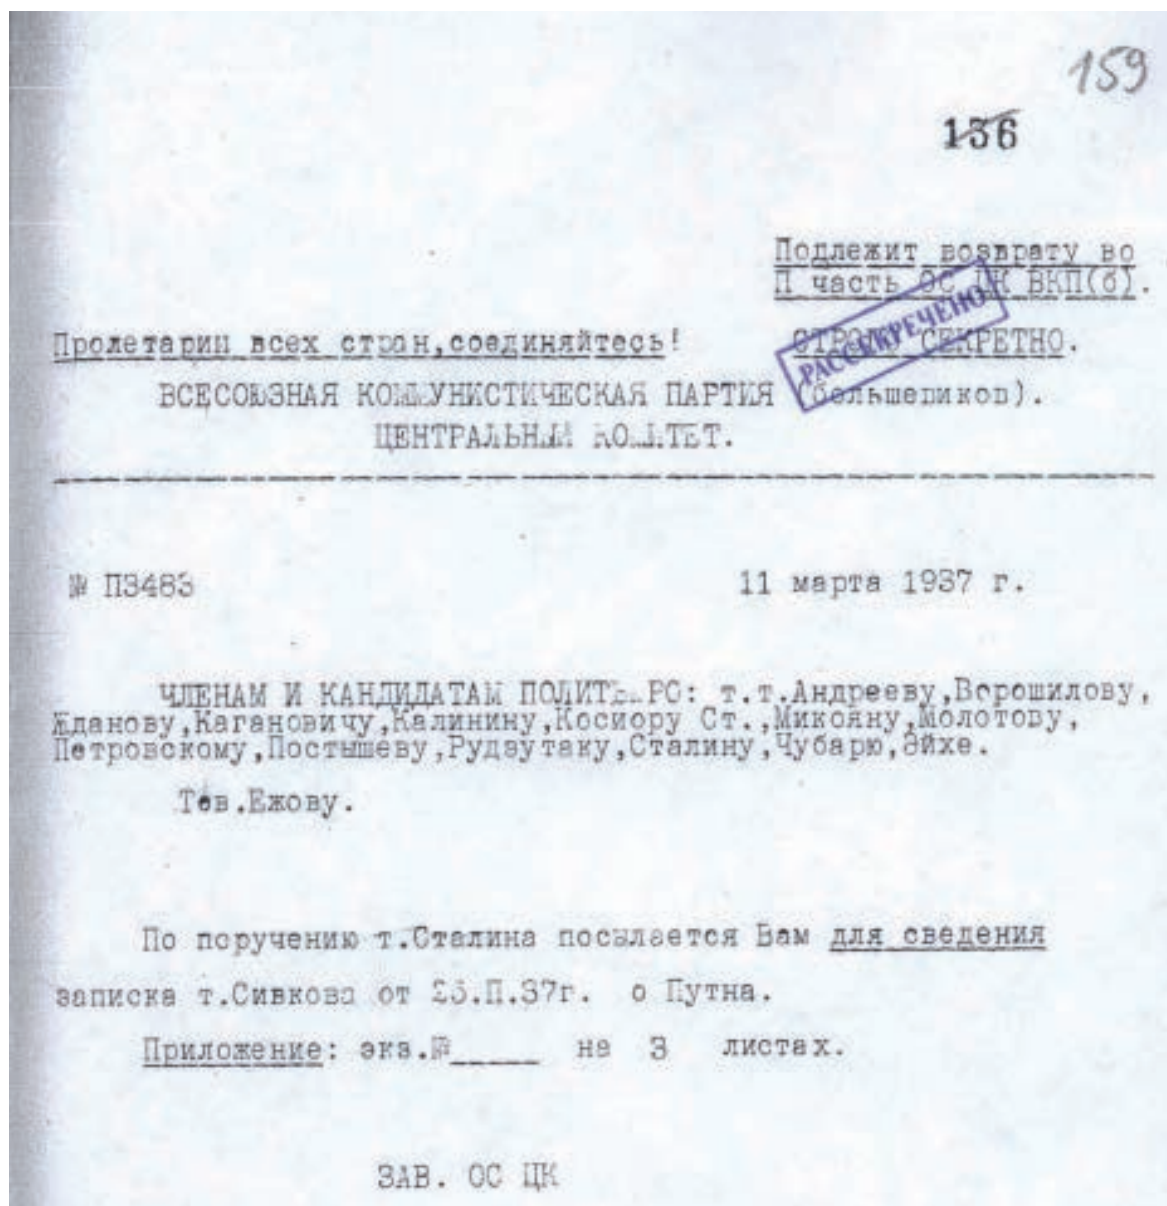 159
136
Подлежит возврату во
П часть ОС ЦК ВКП(б).
Пролетарии всех стран,соединяйтесь! СТРОГО СЕКРЕТНО.
РАССЕКРЕЧЕНО
ВСЕСОЮЗНАЯ КОММУНИСТИЧЕСКАЯ ПАРТИЯ (большевиков).
ЦЕНТРАЛЬНЫЙ КОМИТЕТ.
№ П3483 11 марта 1937 г.
ЧЛЕНАМ И КАНДИДАТАМ ПОЛИТБЮРО: т.т.Андрееву,Ворошилову,
Жданову,Кагановичу,Калинину,Косиору Ст.,Микояну,Молотову,
Петровскому,Постышеву,Рудзутаку,Сталину,Чубарю,Эйхе.
Тов.Ежову.
По поручению т.Сталина посылается Вам для сведения
записка т.Сивкова от П.37г. о Путна.
Приложение: экз.№_____ на 3 листах.
ЗАВ. ОС ЦК